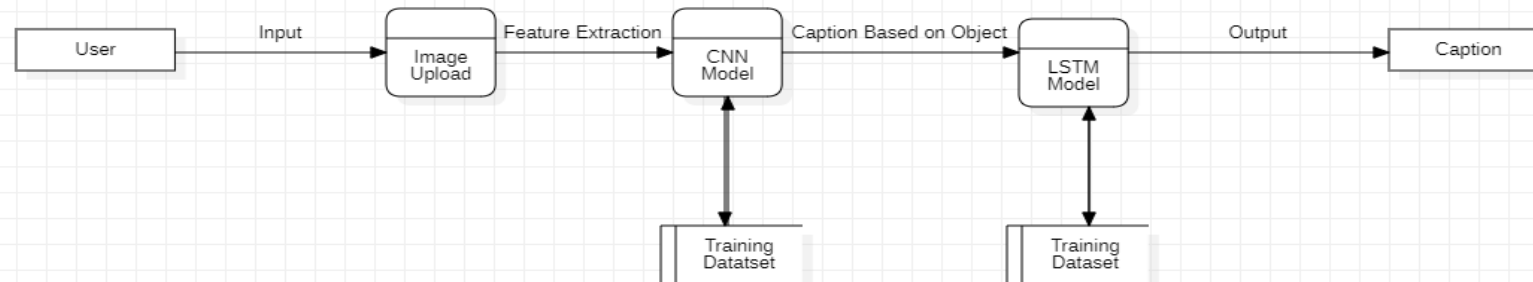 User
Input
Image
Upload
Feature Extraction
CNN
Model
Caption Based on Object
LSTM
Model
Output
Caption
Training
Datatset
Training
Dataset